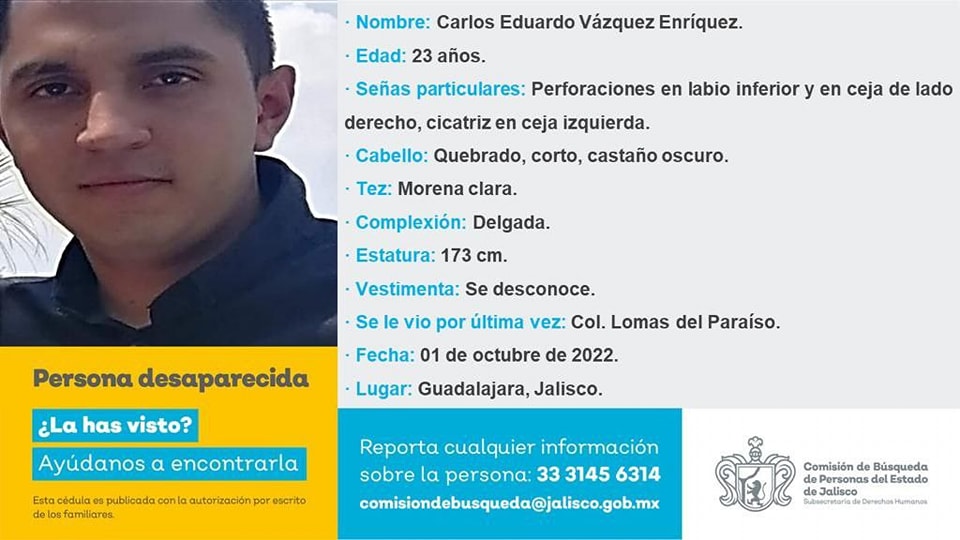 · Nombre: Carlos Eduardo Vázquez Enríquez.
· Edad: 23 años.
· Señas particulares: Perforaciones en labio inferior y en ceja de lado
derecho, cicatriz en ceja izquierda.
· Cabello: Quebrado, corto, castaño oscuro.
· Tez: Morena clara.
· Complexión: Delgada.
· Estatura: 173 cm.
· Vestimenta: Se desconoce.
· Se le vio por última vez: Col. Lomas del Paraíso.
· Fecha: 01 de octubre de 2022.
· Lugar: Guadalajara, Jalisco.
Persona desaparecida
¿La has visto?
Ayúdanos a encontrarla
Esta cédula es publicada con la autorización por escrito
de los familiares.
Reporta cualquier información
sobre la persona: 33 3145 6314
comisiondebusqueda@jalisco.gob.mx
Comisión de Búsqueda
de Personas del Estado
de Jalisco
Subsecretaría de Derechos Humanos